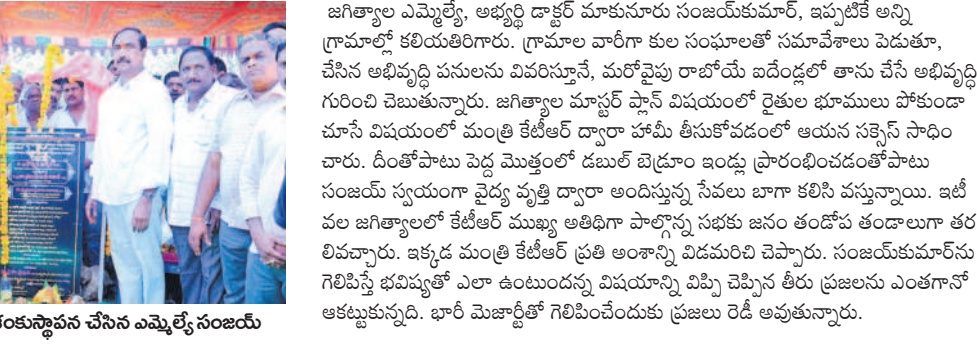 జగిత్యాల ఎమ్మెల్యే, అభ్యర్థి డాక్టర్ మాకునూరు సంజయ్‌కుమార్, ఇప్పటికే అన్ని
గ్రామాల్లో కలియతిరిగారు. గ్రామాల వారీగా కుల సంఘాలతో సమావేశాలు పెడుతూ,
చేసిన అభివృద్ధి పనులను వివరిస్తూనే, మరోవైపు రాబోయే ఐదేండ్లలో తాను చేసే అభివృద్ధి
గురించి చెబుతున్నారు. జగిత్యాల మాస్టర్ ప్లాన్ విషయంలో రైతుల భూములు పోకుండా
చూసే విషయంలో మంత్రి కేటీఆర్ ద్వారా హామీ తీసుకోవడంలో ఆయన సక్సెస్ సాధిం
చారు. దీంతోపాటు పెద్ద మొత్తంలో డబుల్ బెడ్రూం ఇండ్లు ప్రారంభించడంతోపాటు
సంజయ్ స్వయంగా వైద్య వృత్తి ద్వారా అందిస్తున్న సేవలు బాగా కలిసి వస్తున్నాయి. ఇటీ
వల జగిత్యాలలో కేటీఆర్ ముఖ్య అతిథిగా పాల్గొన్న సభకు జనం తండోప తండాలుగా తర
లివచ్చారు. ఇక్కడ మంత్రి కేటీఆర్ ప్రతి అంశాన్ని విడమరిచి చెప్పారు. సంజయ్‌కుమార్‌ను
గెలిపిస్తే భవిష్యతో ఎలా ఉంటుందన్న విషయాన్ని విప్పి చెప్పిన తీరు ప్రజలను ఎంతగానో
ఆకట్టుకున్నది. భారీ మెజార్టీతో గెలిపించేందుకు ప్రజలు రెడీ అవుతున్నారు.
శంకుస్థాపన చేసిన ఎమ్మెల్యే సంజయ్